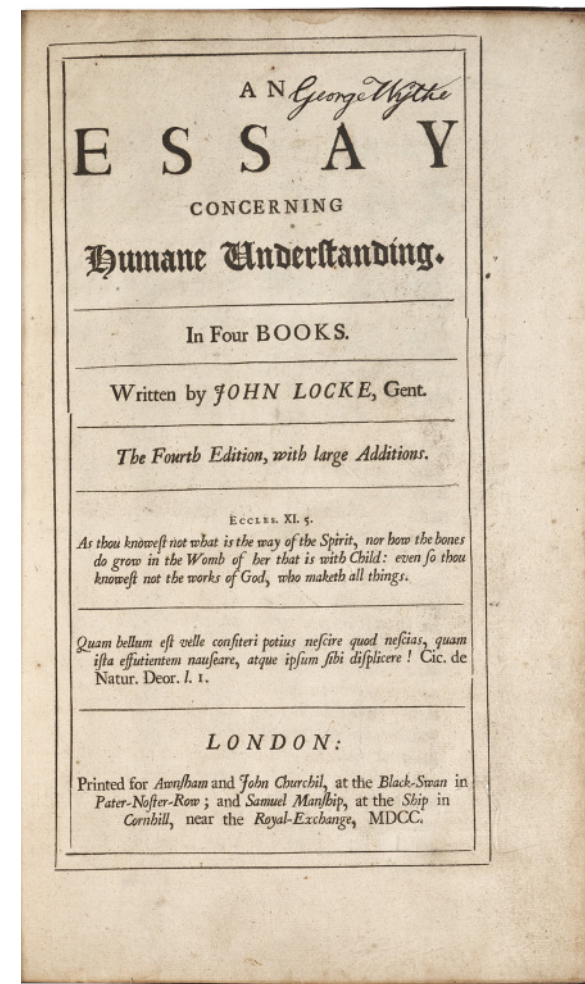 AN George Wythe
ESSAY
CONCERNING
Humane Underſtanding.
In Four BOOKS.
Written by JOHN LOCKE, Gent.
The Fourth Edition, with large Additions.
ECCLES. XI. 5.
As thou knoweſt not what is the way of the Spirit, nor how the bones
do grow in the Womb of her that is with Child: even ſo thou
knoweſt not the works of God, who maketh all things.
Quam bellum eſt velle confiteri potius neſcire quod neſcias, quam
iſta effutientem nauſeare, atque ipſum ſibi diſplicere! Cic. de
Natur. Deor. l. 1.
LONDON:
Printed for Awnſham and John Churchil, at the Black-Swan in
Pater-Noſter-Row; and Samuel Manſhip, at the Ship in
Cornhill, near the Royal-Exchange, MDCC.